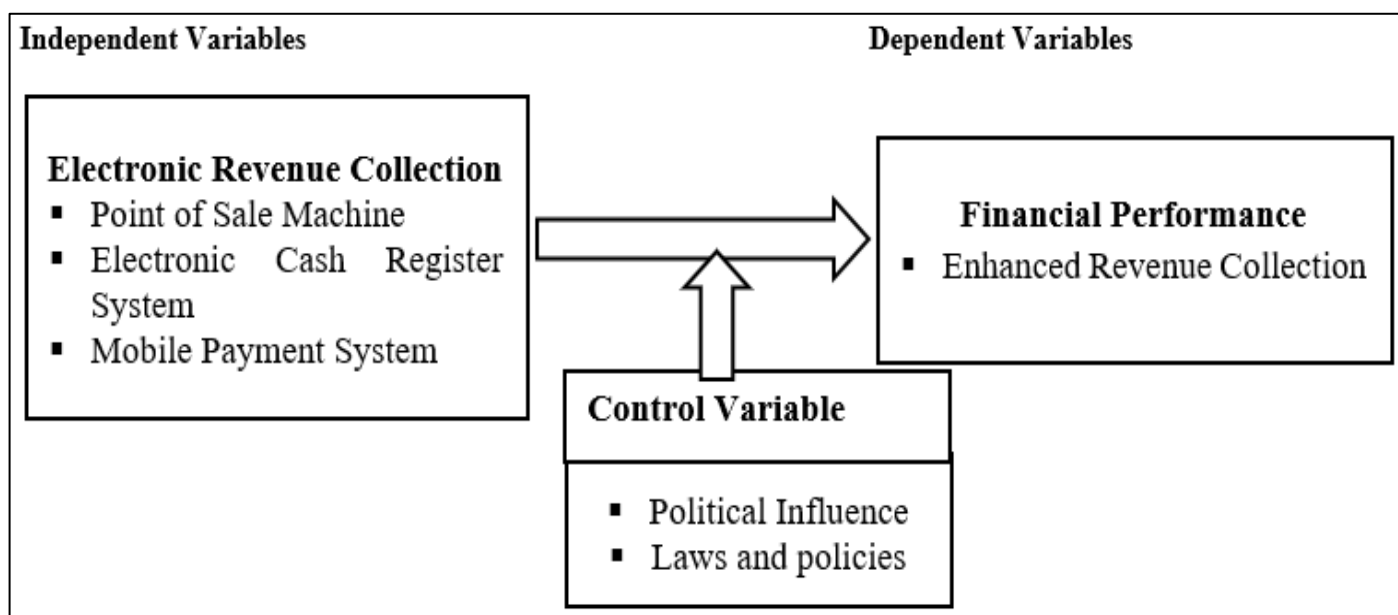 Independent Variables
Dependent Variables
Electronic Revenue Collection
▪ Point of Sale Machine
▪ Electronic Cash Register
System
▪ Mobile Payment System
Financial Performance
▪ Enhanced Revenue Collection
Control Variable
▪ Political Influence
▪ Laws and policies